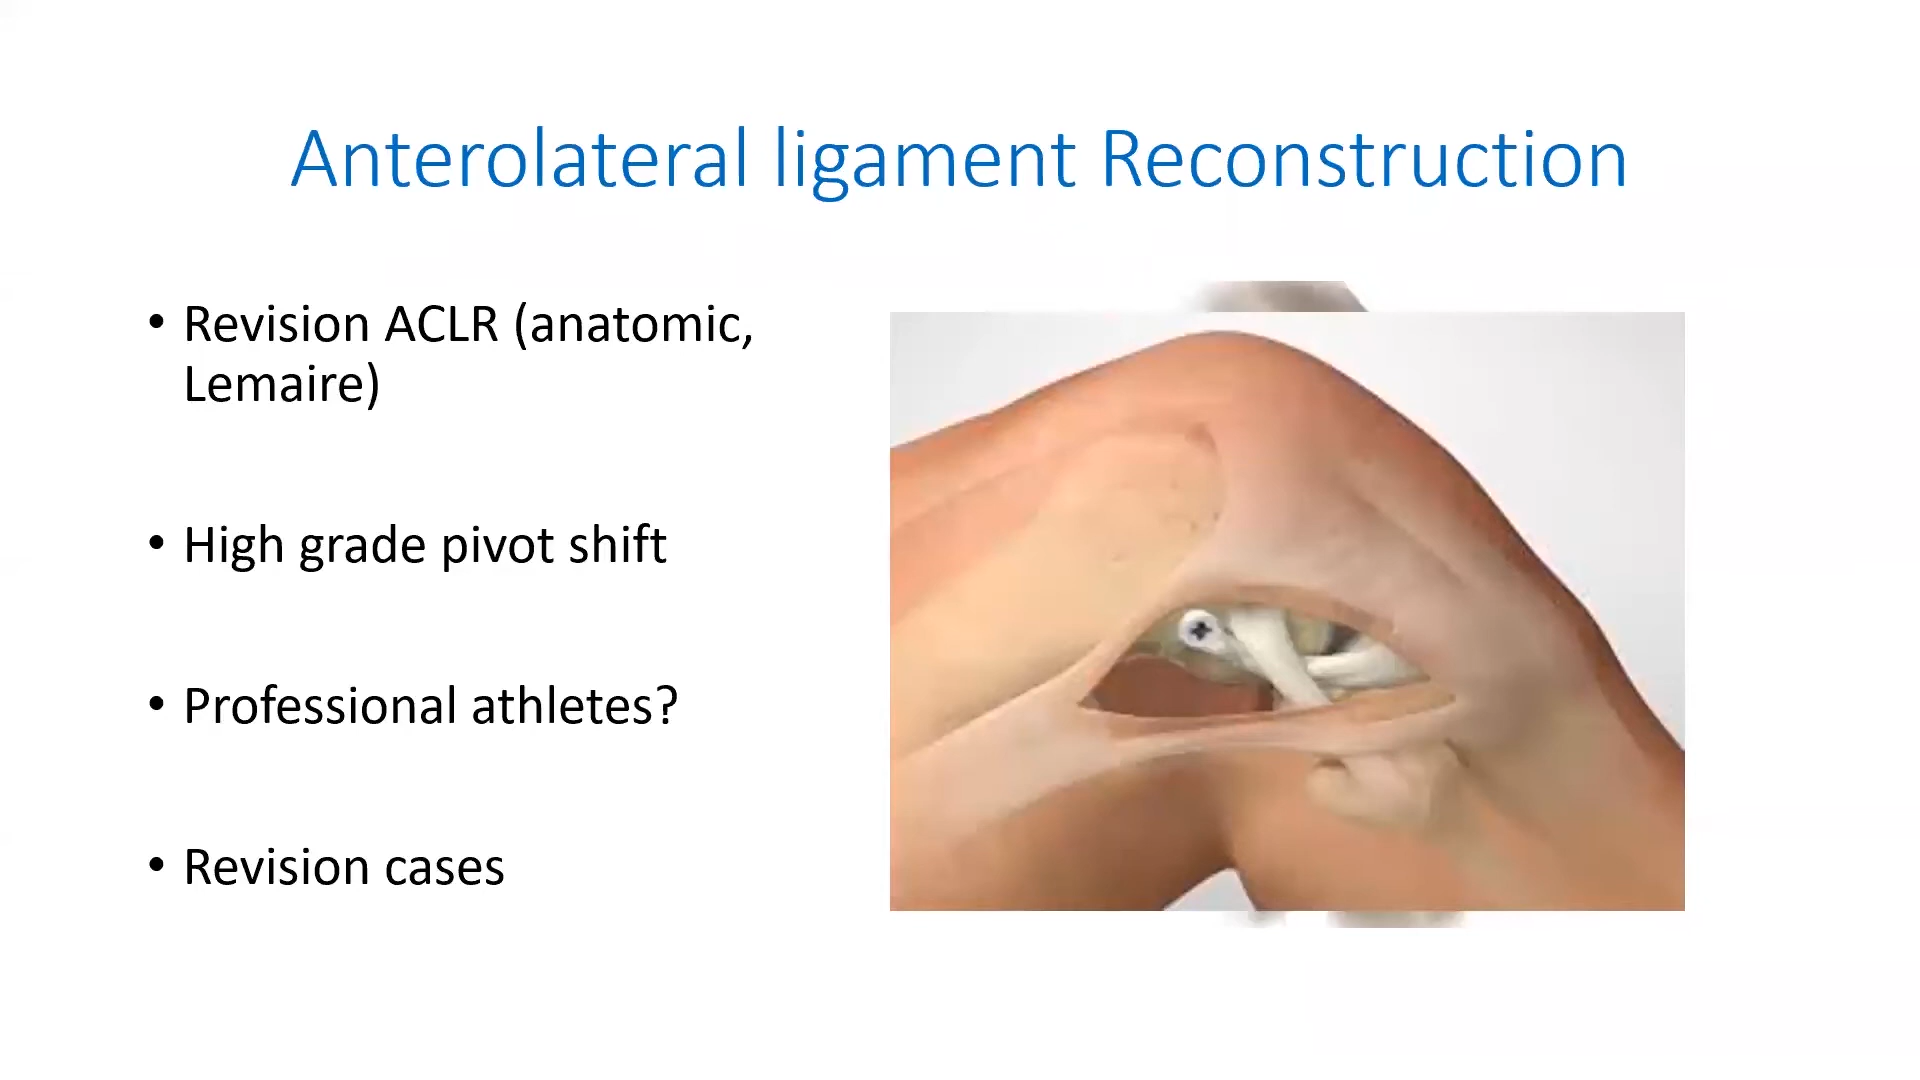 Anterolateral ligament Reconstruction
• Revision ACLR (anatomic,
Lemaire)
• High grade pivot shift
• Professional athletes?
• Revision cases